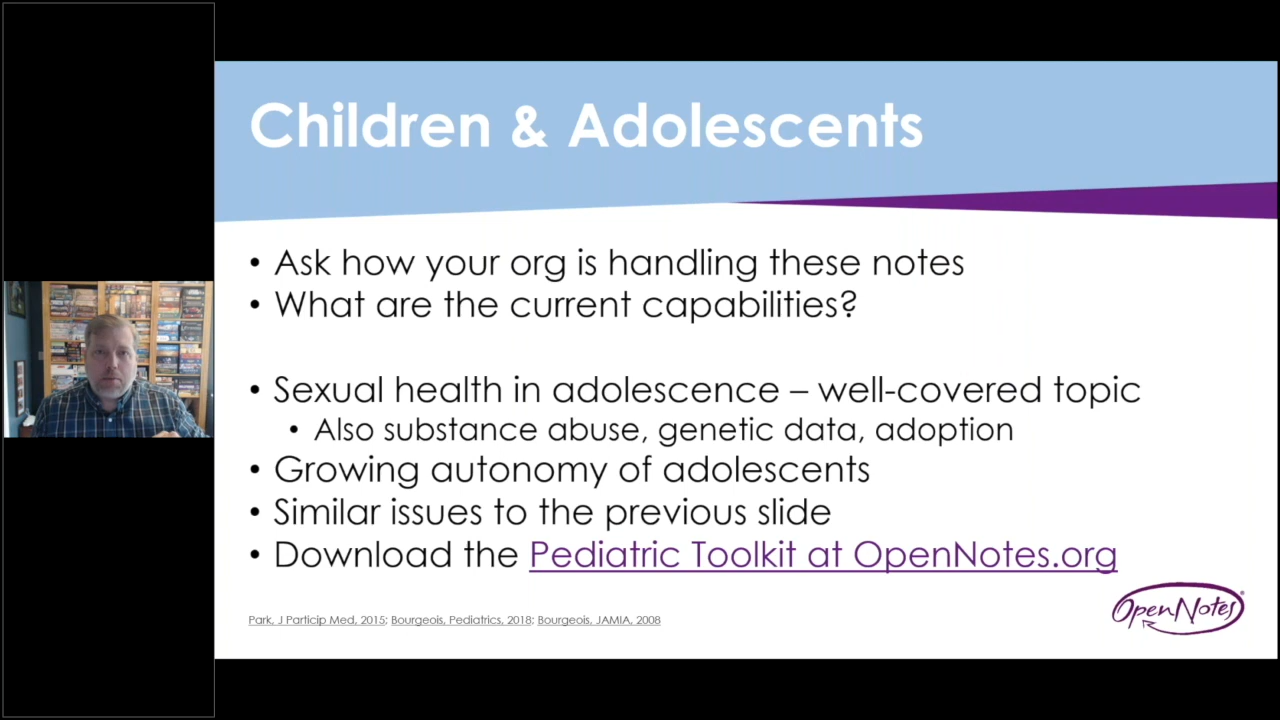 Children & Adolescents
• Ask how your org is handling these notes
• What are the current capabilities?
• Sexual health in adolescence – well-covered topic
• Also substance abuse, genetic data, adoption
• Growing autonomy of adolescents
• Similar issues to the previous slide
• Download the Pediatric Toolkit at OpenNotes.org
Park, J Particip Med, 2015; Bourgeois, Pediatrics, 2018; Bourgeois, JAMIA, 2008
OpenNotes